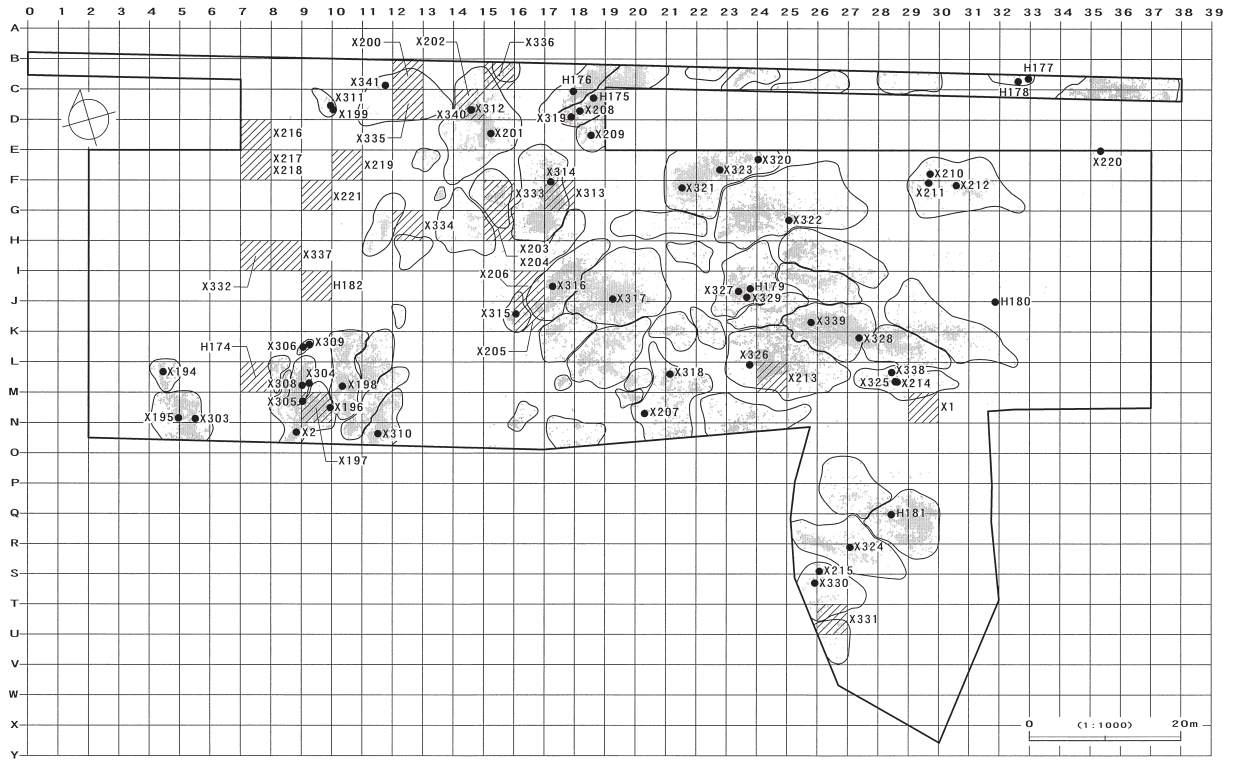 0 1 2 3 4 5 6 7 8 9 10 11 12 13 14 15 16 17 18 19 20 21 22 23 24 25 26 27 28 29 30 31 32 33 34 35 36 37 38 39
A
X200 X202 X336
B
H177
X341 H176
C
H178
X311 H175
X199 X340 X312 X208
X319
D
X216 X335 X201 X209
E
X217 X219 X320 X220
X218 X314 X323 X210
F
X221 X333 X313 X321 X211 X212
G
X334 X322
H
X203
X337 X204
I
X206
X332 H182 X316 X327 H179
X317 X329
J
H180
X315
X339
K
X328
H174 X306 X309 X205
X326
L
X194 X304 X318 X338
X308 X198 X213 X325 X214
M
X305 X196 X207 X1
X195 X303
N
X2 X310
O
X197
P
Q
H181
R
X324
S
X215
X330
T
X331
U
V
W
X
0 (1:1000) 20m
Y